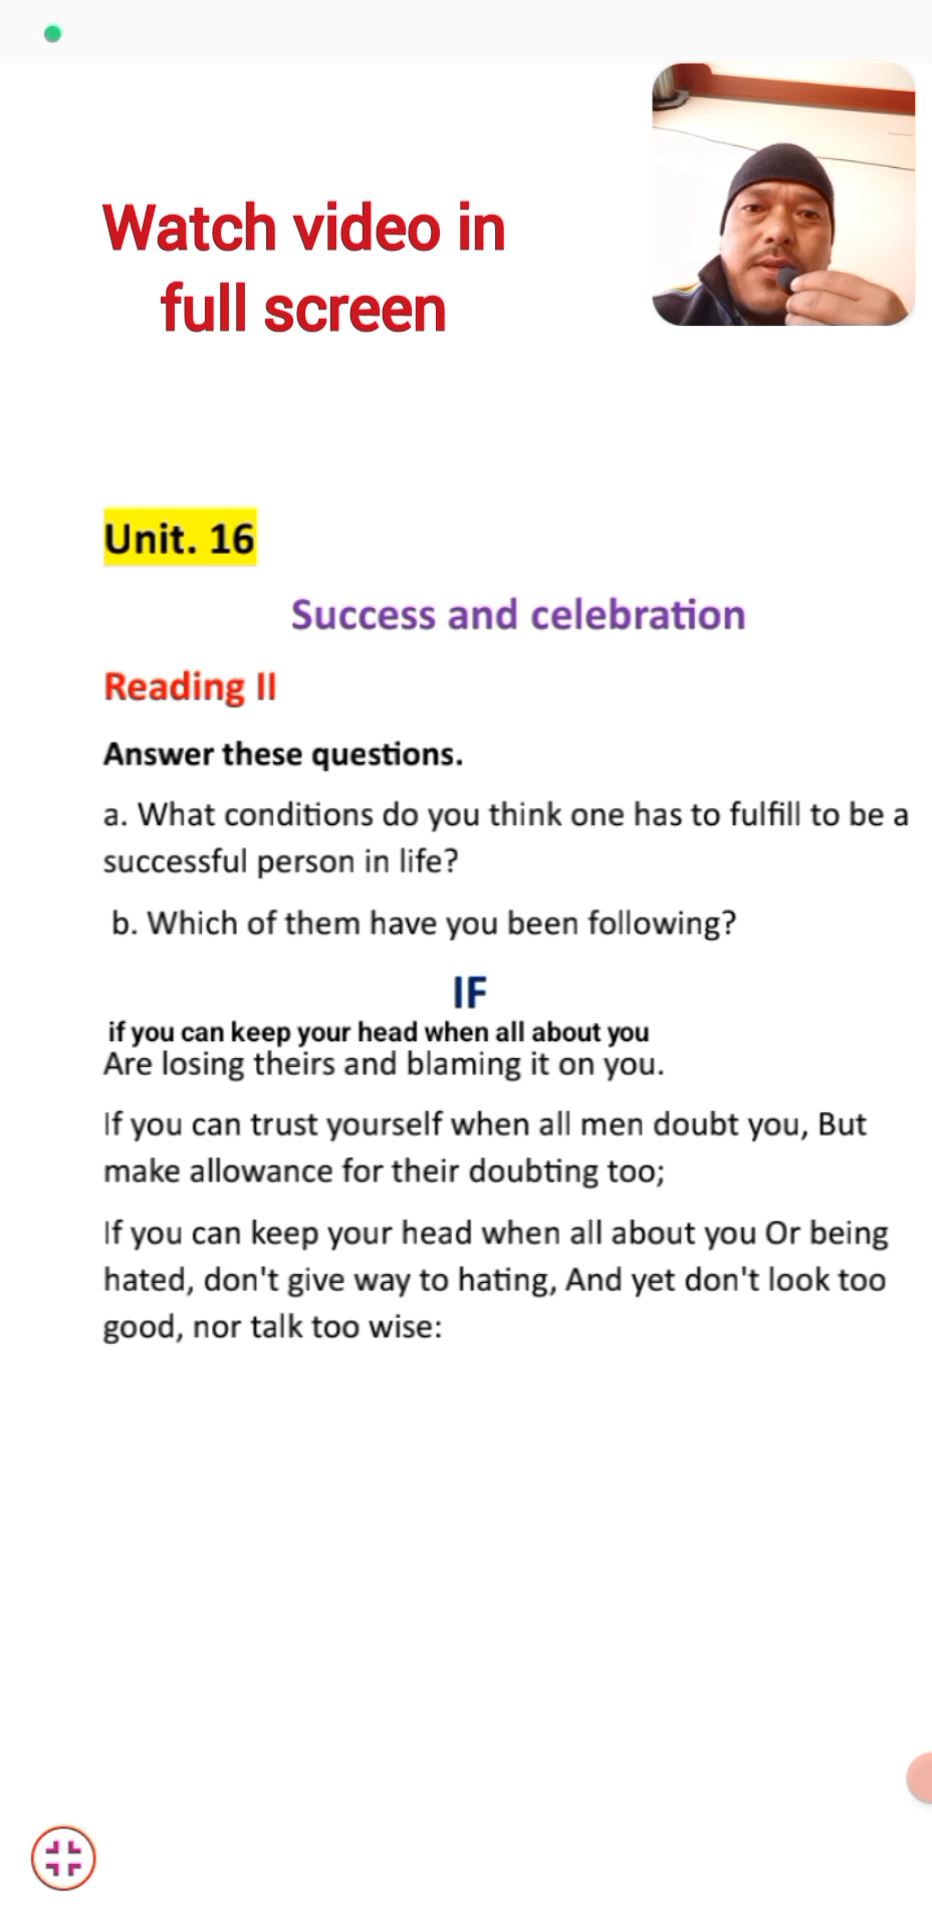 Watch video in
full screen
Unit. 16
Success and celebration
Reading II
Answer these questions.
a. What conditions do you think one has to fulfill to be a
successful person in life?
b. Which of them have you been following?
IF
if you can keep your head when all about you
Are losing theirs and blaming it on you.
If you can trust yourself when all men doubt you, But
make allowance for their doubting too;
If you can keep your head when all about you Or being
hated, don't give way to hating, And yet don't look too
good, nor talk too wise: